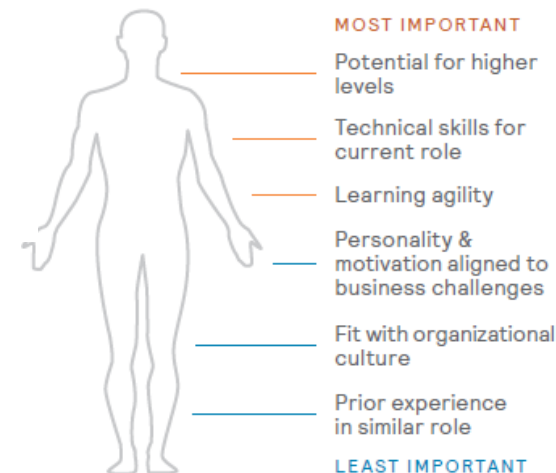 MOST IMPORTANT
Potential for higher
levels
Technical skills for
current role
Learning agility
Personality &
motivation aligned to
business challenges
Fit with organizational
culture
Prior experience
in similar role
LEAST IMPORTANT